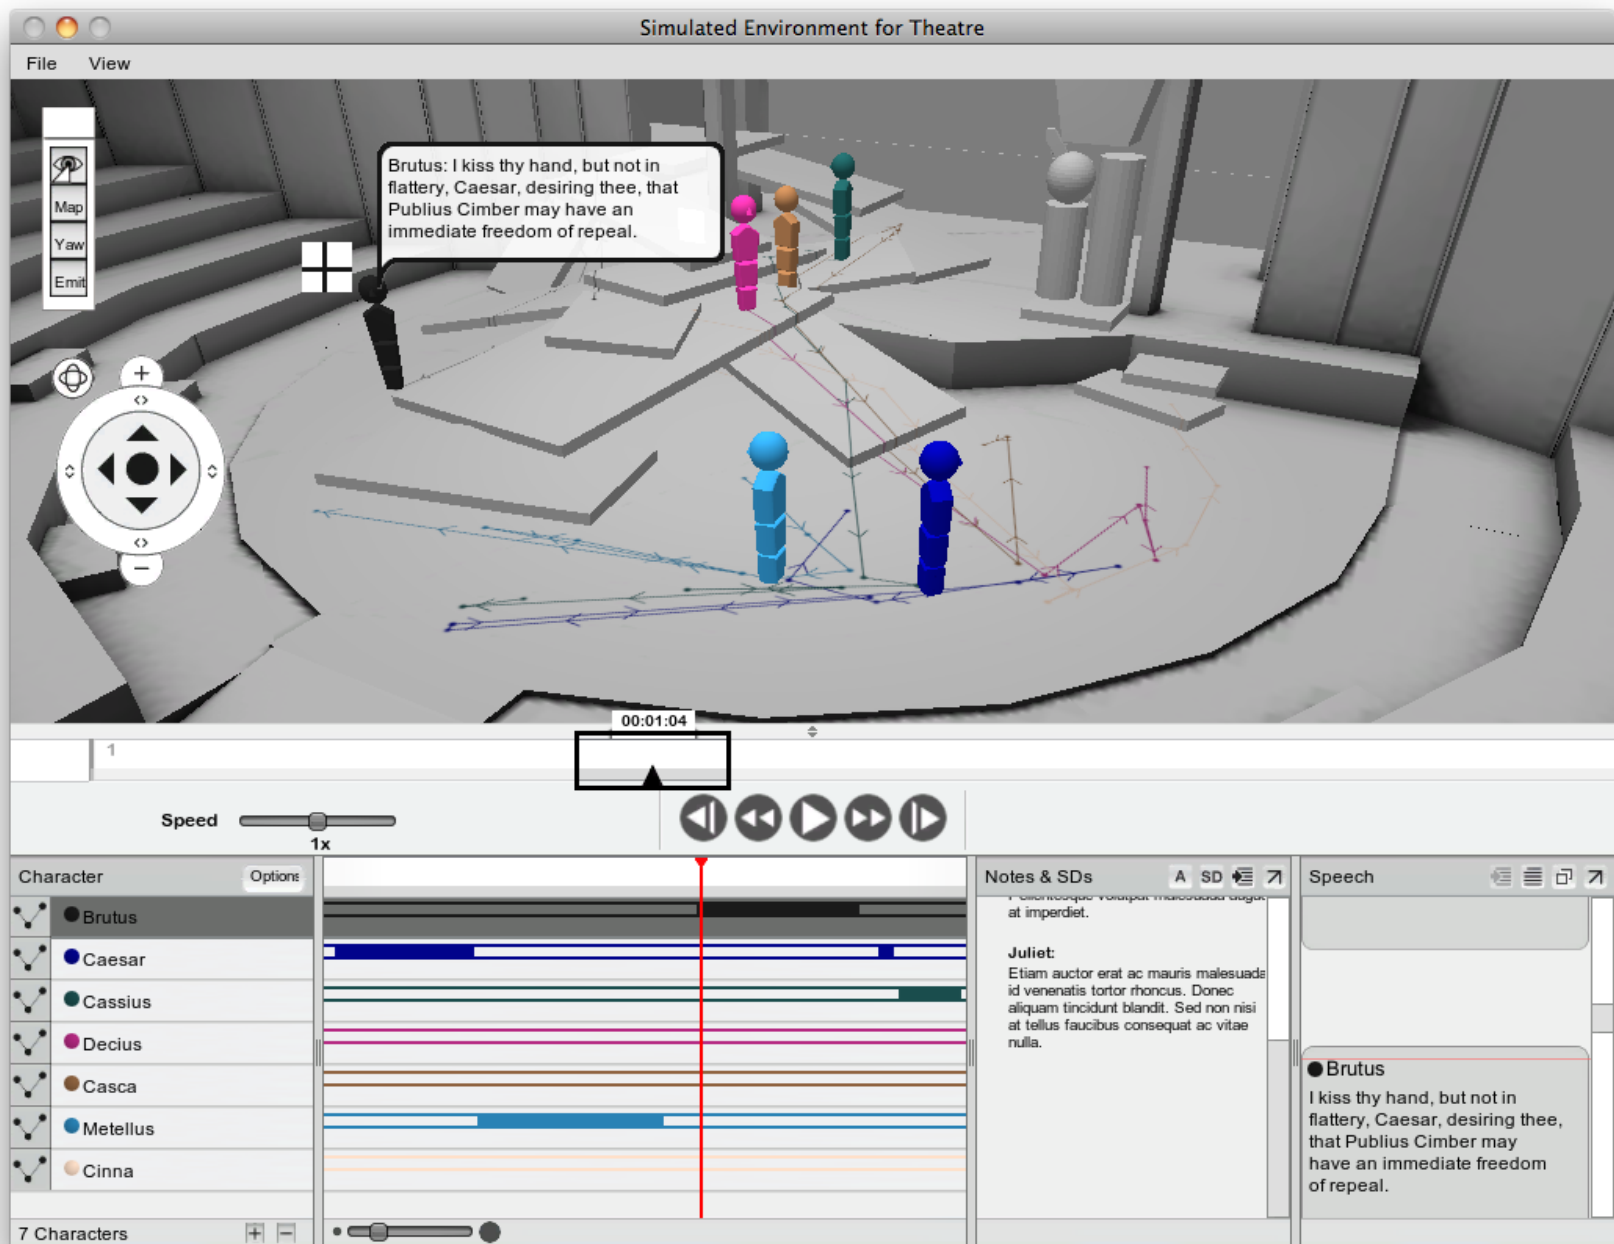 Simulated Environment for Theatre
File View
Map
Yaw
Emit
Brutus: I kiss thy hand, but not in
flattery, Caesar, desiring thee, that
Publius Cimber may have an
immediate freedom of repeal.
00:01:04
1
Speed
1x
Character Options
Brutus
Caesar
Cassius
Decius
Casca
Metellus
Cinna
7 Characters
Notes & SDs A SD
at imperdiet.
Juliet:
Etiam auctor erat ac mauris malesuada
id venenatis tortor rhoncus. Donec
aliquam tincidunt blandit. Sed non nisi
at tellus faucibus consequat ac vitae
nulla.
Speech
Brutus
I kiss thy hand, but not in
flattery, Caesar, desiring thee,
that Publius Cimber may
have an immediate freedom
of repeal.